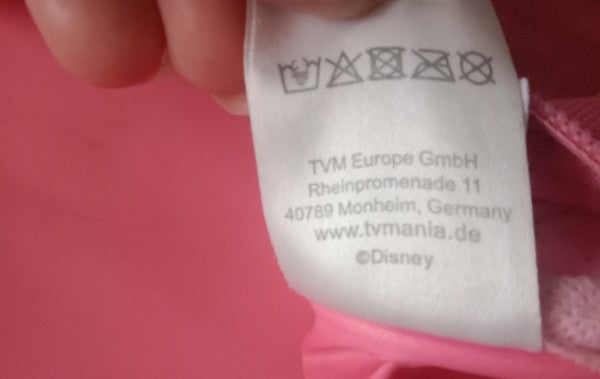 TVM Europe GmbH
Rheinpromenade 11
40789 Monheim, Germany
www.tvmania.de
©Disney